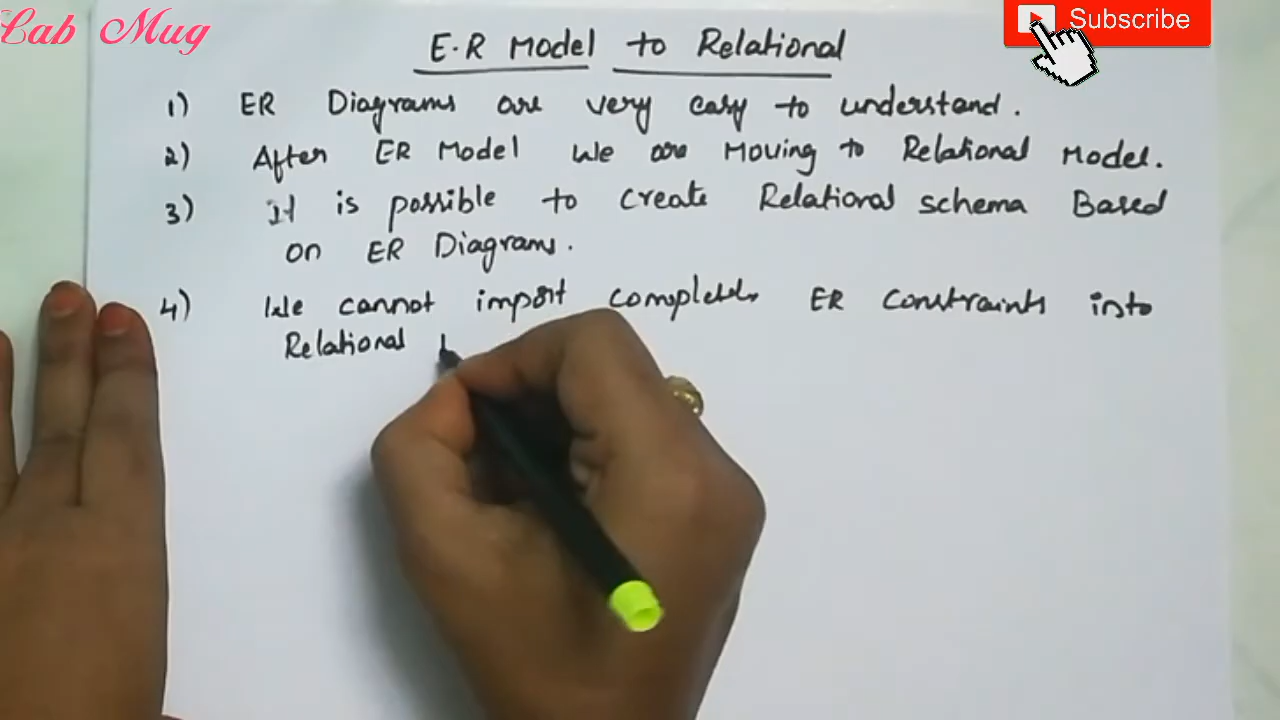 Lab Mug
Subscribe
E.R Model to Relational
1) ER Diagrams are very easy to understand.
2) After ER Model We are Moving to Relational Model.
3) It is possible to create Relational schema Based
on ER Diagrams.
4) We cannot import completely ER constraints into
Relational